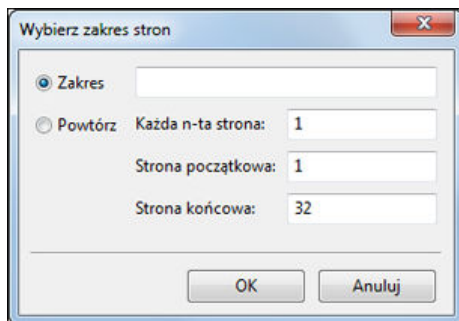 Wybierz zakres stron
Zakres
Powtórz Każda n-ta strona: 1
Strona początkowa: 1
Strona końcowa: 32
OK Anuluj